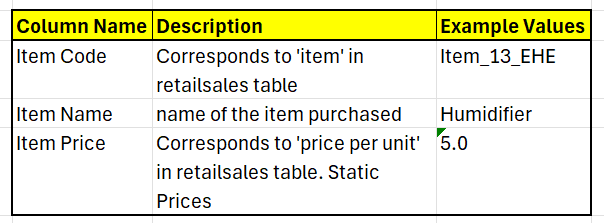 Column Name Description Example Values
Item Code Corresponds to 'item' in Item_13_EHE
retailsales table
Item Name name of the item purchased Humidifier
Item Price Corresponds to 'price per unit' 5.0
in retailsales table. Static
Prices